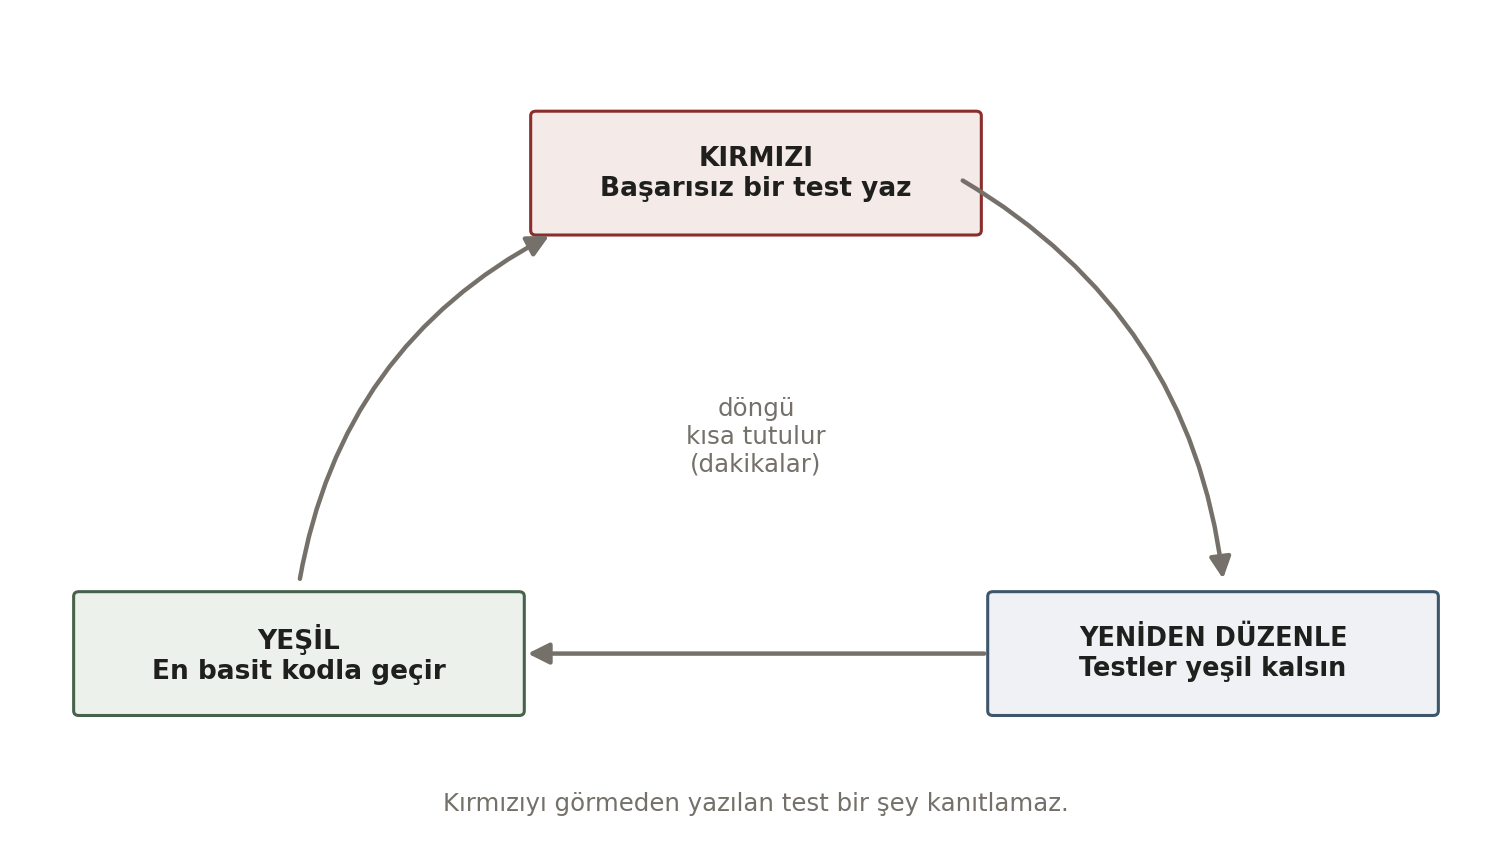 KIRMIZI
Başarısız bir test yaz
döngü
kısa tutulur
(dakikalar)
YEŞİL
En basit kodla geçir
YENİDEN DÜZENLE
Testler yeşil kalsın
Kırmızıyı görmeden yazılan test bir şey kanıtlamaz.